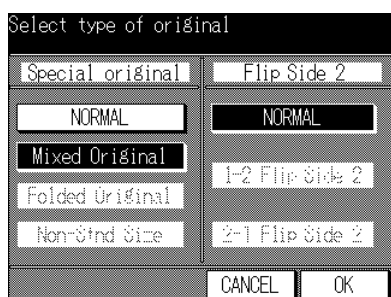 Select type of original
Special original
Flip Side 2
NORMAL
NORMAL
Mixed Original
1-2 Flip Side 2
Folded Original
Non-Stnd Size
2-1 Flip Side 2
CANCEL
OK